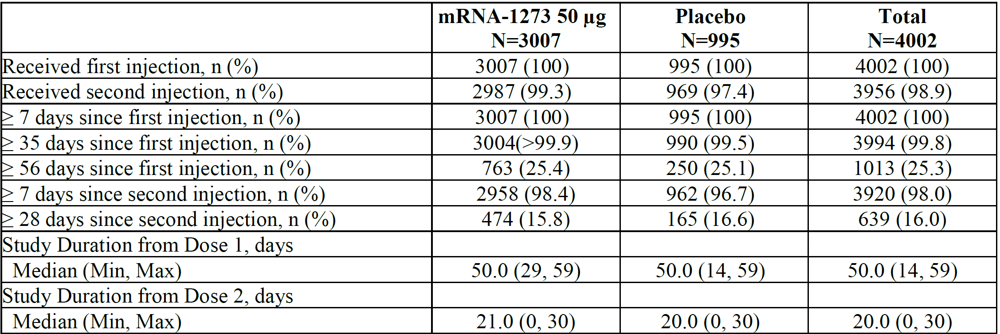 mRNA-1273 50 µg Placebo Total
N=3007 N=995 N=4002
Received first injection, n (%) 3007 (100) 995 (100) 4002 (100)
Received second injection, n (%) 2987 (99.3) 969 (97.4) 3956 (98.9)
≥ 7 days since first injection, n (%) 3007 (100) 995 (100) 4002 (100)
≥ 35 days since first injection, n (%) 3004(>99.9) 990 (99.5) 3994 (99.8)
≥ 56 days since first injection, n (%) 763 (25.4) 250 (25.1) 1013 (25.3)
≥ 7 days since second injection, n (%) 2958 (98.4) 962 (96.7) 3920 (98.0)
≥ 28 days since second injection, n (%) 474 (15.8) 165 (16.6) 639 (16.0)
Study Duration from Dose 1, days
Median (Min, Max) 50.0 (29, 59) 50.0 (14, 59) 50.0 (14, 59)
Study Duration from Dose 2, days
Median (Min, Max) 21.0 (0, 30) 20.0 (0, 30) 20.0 (0, 30)